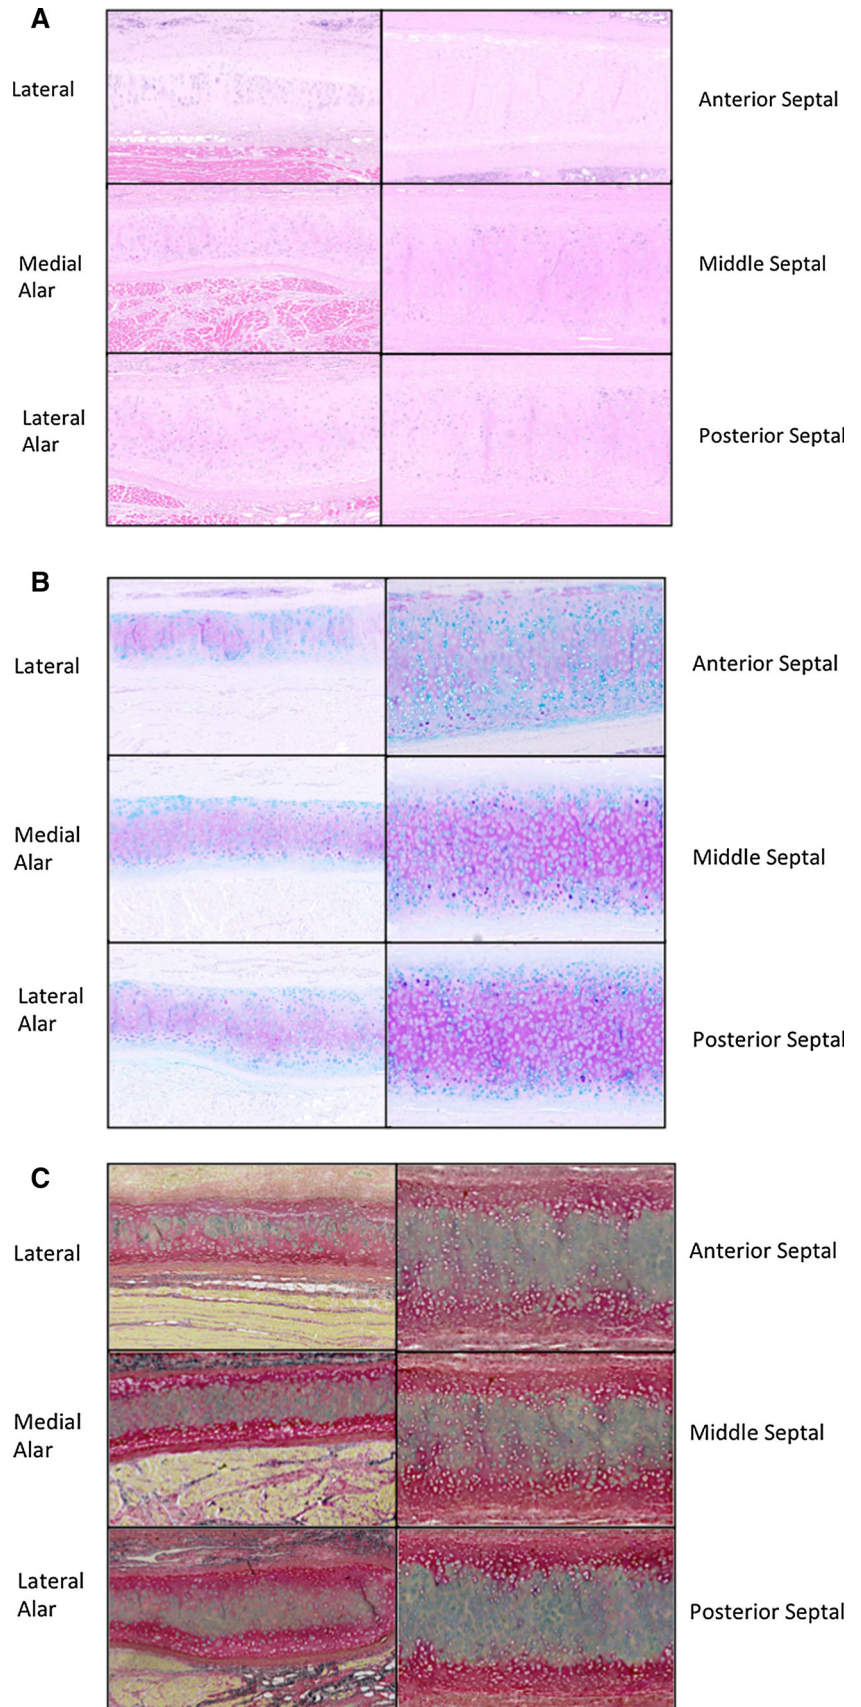 A
Lateral
Anterior Septal
Medial
Alar
Middle Septal
Lateral
Alar
Posterior Septal
B
Lateral
Anterior Septal
Medial
Alar
Middle Septal
Lateral
Alar
Posterior Septal
C
Lateral
Anterior Septal
Medial
Alar
Middle Septal
Lateral
Alar
Posterior Septal